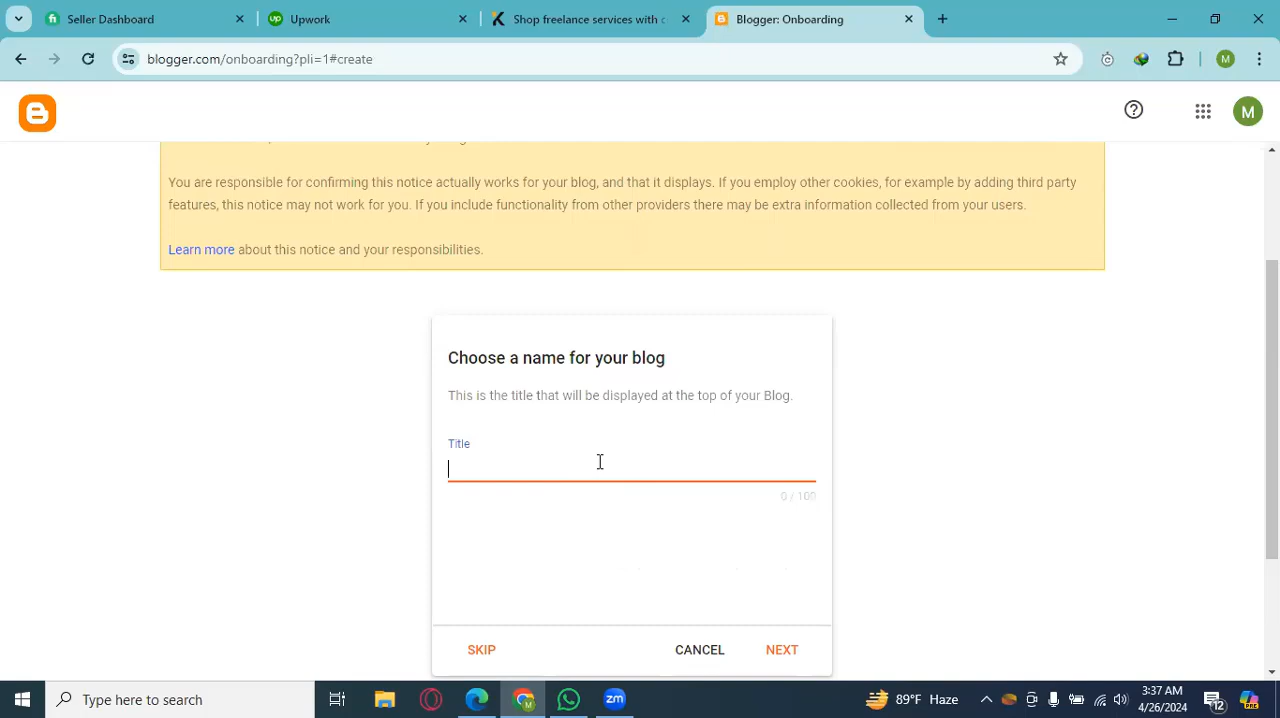 Seller Dashboard
Upwork
Shop freelance services with c
Blogger: Onboarding
blogger.com/onboarding?pli=1#create
You are responsible for confirming this notice actually works for your blog, and that it displays. If you employ other cookies, for example by adding third party
features, this notice may not work for you. If you include functionality from other providers there may be extra information collected from your users.
Learn more about this notice and your responsibilities.
Choose a name for your blog
This is the title that will be displayed at the top of your Blog.
Title
0 / 100
SKIP
CANCEL
NEXT
Type here to search
89°F Haze
3:37 AM
4/26/2024
12